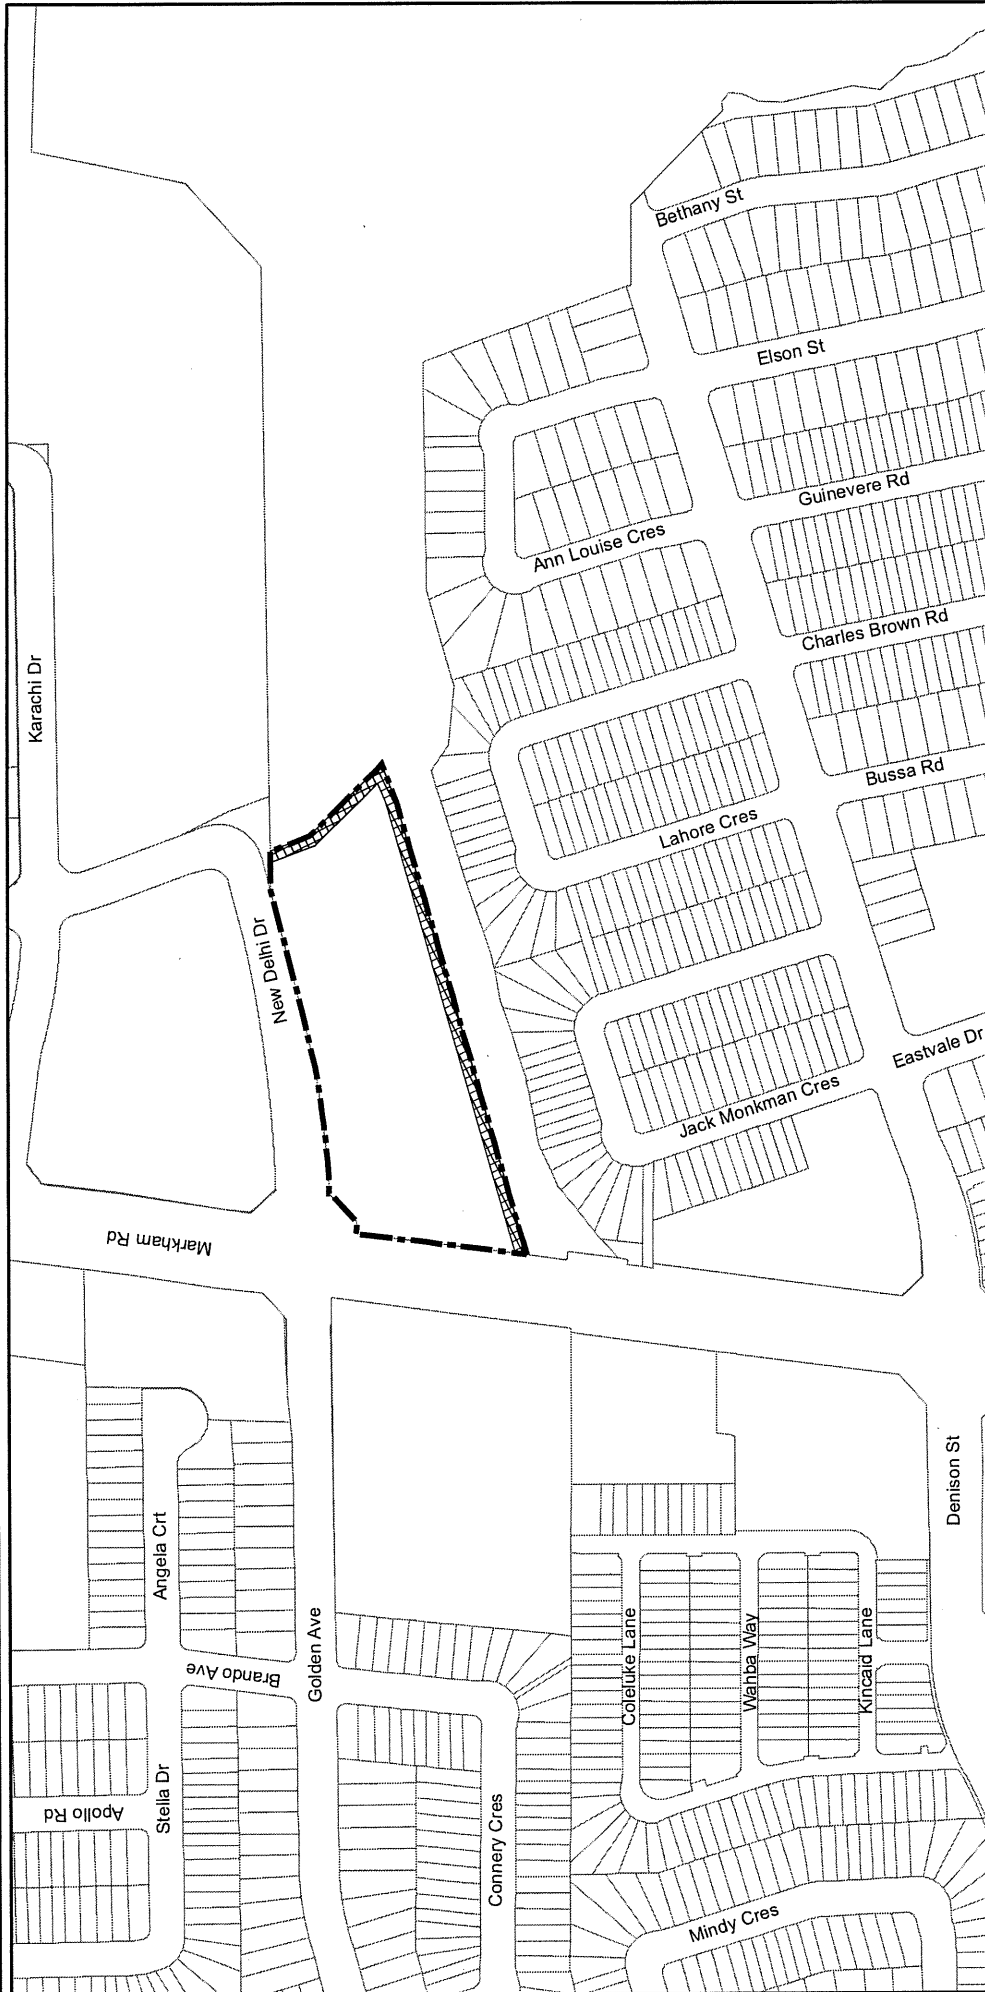 Bethany St
Elson St
Guinevere Rd
Ann Louise Cres
Charles Brown Rd
Karachi Dr
Bussa Rd
Lahore Cres
New Delhi Dr
Eastvale Dr
Jack Monkman Cres
Markham Rd
Denison St
Angela Crt
Golden Ave
Coleluke Lane
Wahba Way
Kincaid Lane
Brando Ave
Stella Dr
Apollo Rd
Connery Cres
Mindy Cres